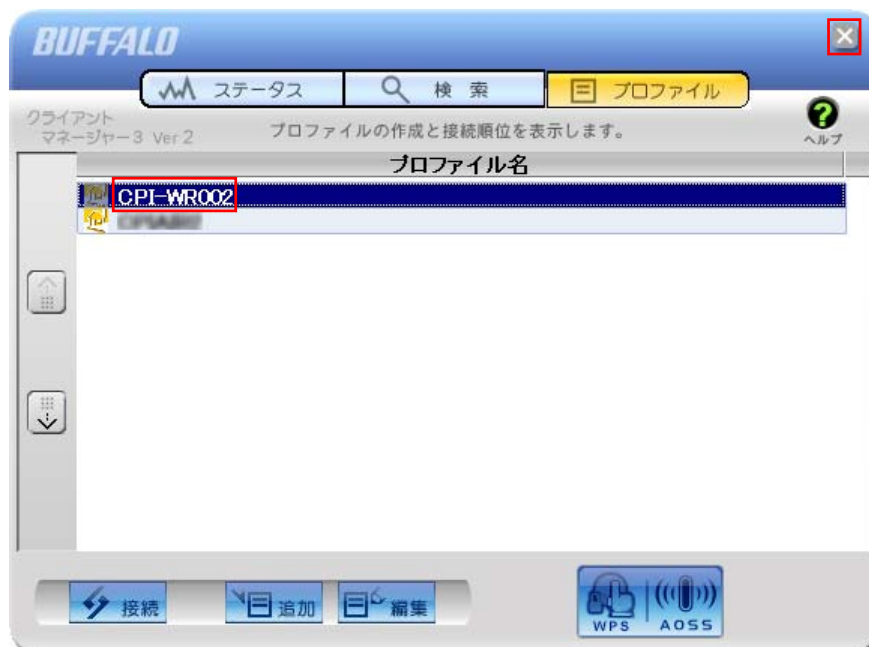 BUFFALO
ステータス
検 索
プロファイル
クライアント
マネージャー3 Ver 2
プロファイルの作成と接続順位を表示します。
ヘルプ
プロファイル名
CPI-WR002
接続
追加
編集
WPS
AOSS